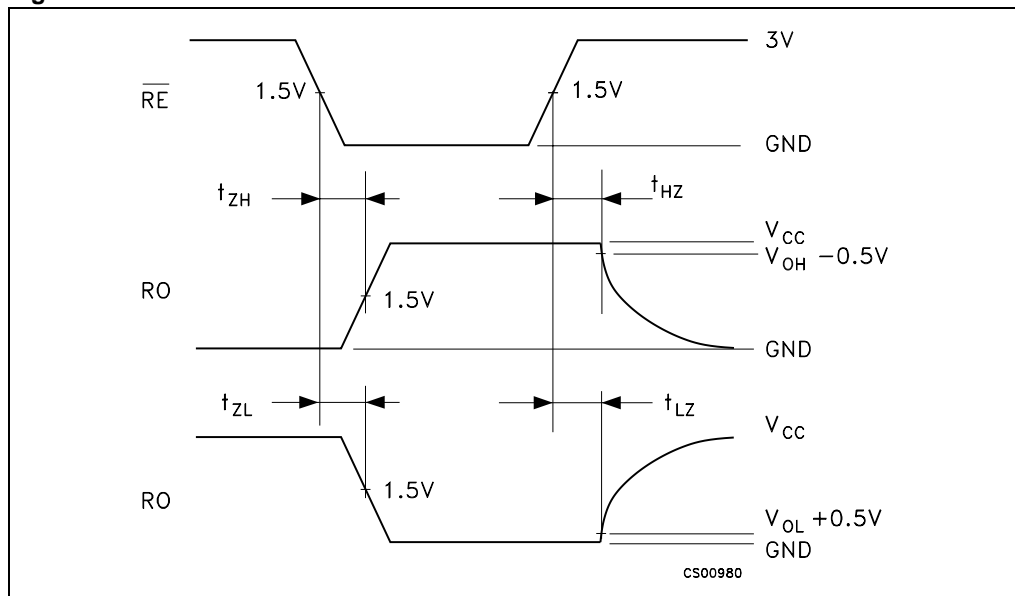 3V
R̅E̅
1.5V
1.5V
GND
tZH
tHZ
VCC
VOH −0.5V
RO
1.5V
GND
tZL
tLZ
VCC
RO
1.5V
VOL +0.5V
GND
CS00980